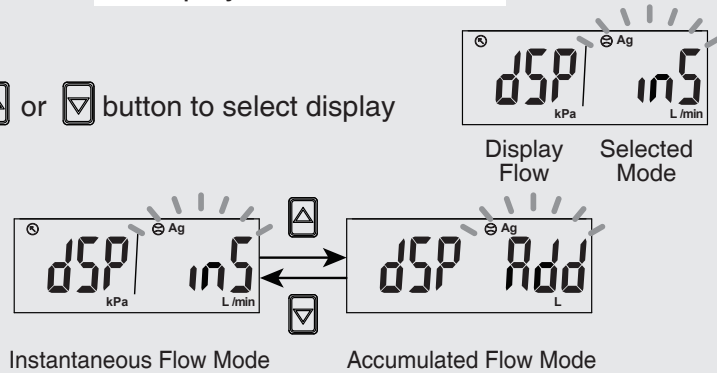 Ag
dSP inS
kPa L/min
or button to select display
Display Flow
Selected Mode
Ag
dSP inS
kPa L/min
Ag
dSP Add
L
Instantaneous Flow Mode
Accumulated Flow Mode